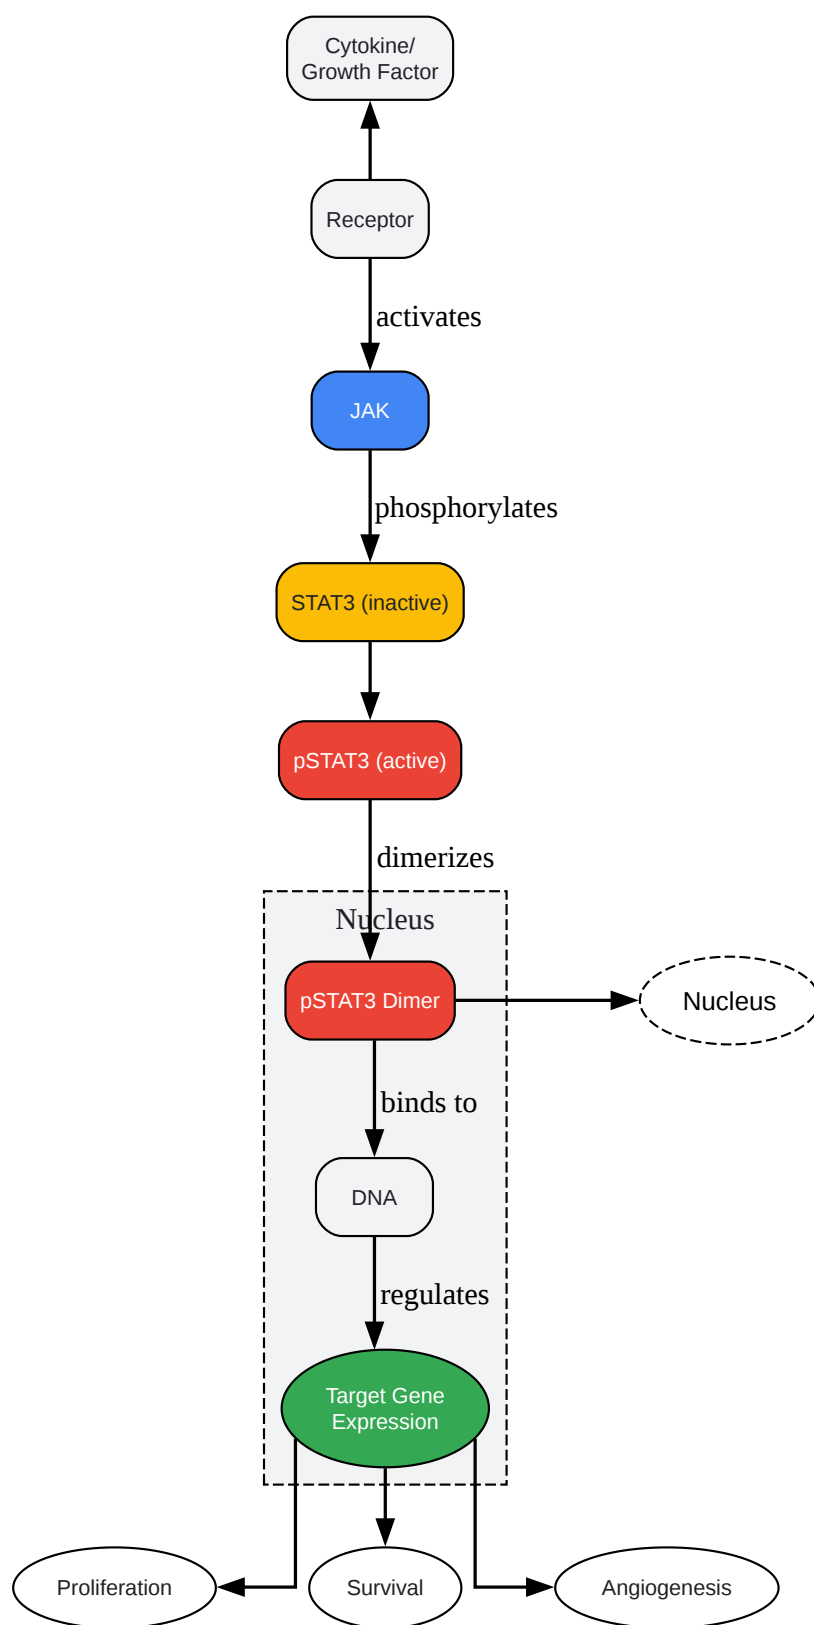 Cytokine/
Growth Factor
Receptor
activates
JAK
phosphorylates
STAT3 (inactive)
pSTAT3 (active)
dimerizes
Nucleus
pSTAT3 Dimer
Nucleus
binds to
DNA
regulates
Target Gene
Expression
Proliferation
Survival
Angiogenesis